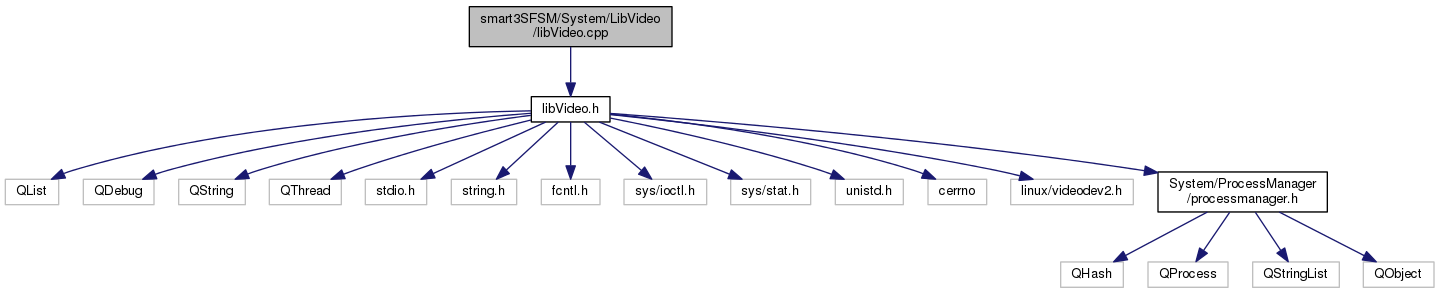 smart3SFSM/System/LibVideo
/libVideo.cpp
libVideo.h
QList
QDebug
QString
QThread
stdio.h
string.h
fcntl.h
sys/ioctl.h
sys/stat.h
unistd.h
cerrno
linux/videodev2.h
System/ProcessManager
/processmanager.h
QHash
QProcess
QStringList
QObject